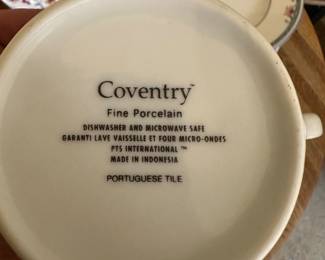 Coventry™
Fine Porcelain
DISHWASHER AND MICROWAVE SAFE
GARANTI LAVE VAISSELLE ET FOUR MICRO-ONDES
PTS INTERNATIONAL ™
MADE IN INDONESIA
PORTUGUESE TILE